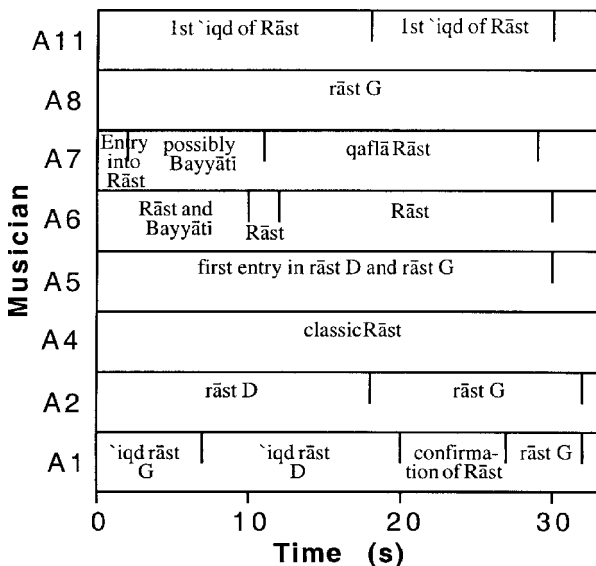 A11
1st `iqd of Rāst
1st `iqd of Rāst
A8
rāst G
A7
Entry
into
Rāst
possibly
Bayyāti
qaflā Rāst
A6
Rāst and
Bayyāti
Rāst
Rāst
A5
first entry in rāst D and rāst G
A4
classic Rāst
A2
rāst D
rāst G
A1
`iqd rāst
G
`iqd rāst
D
confirma-
tion of Rāst
rāst G
Musician
0
10
20
30
Time (s)